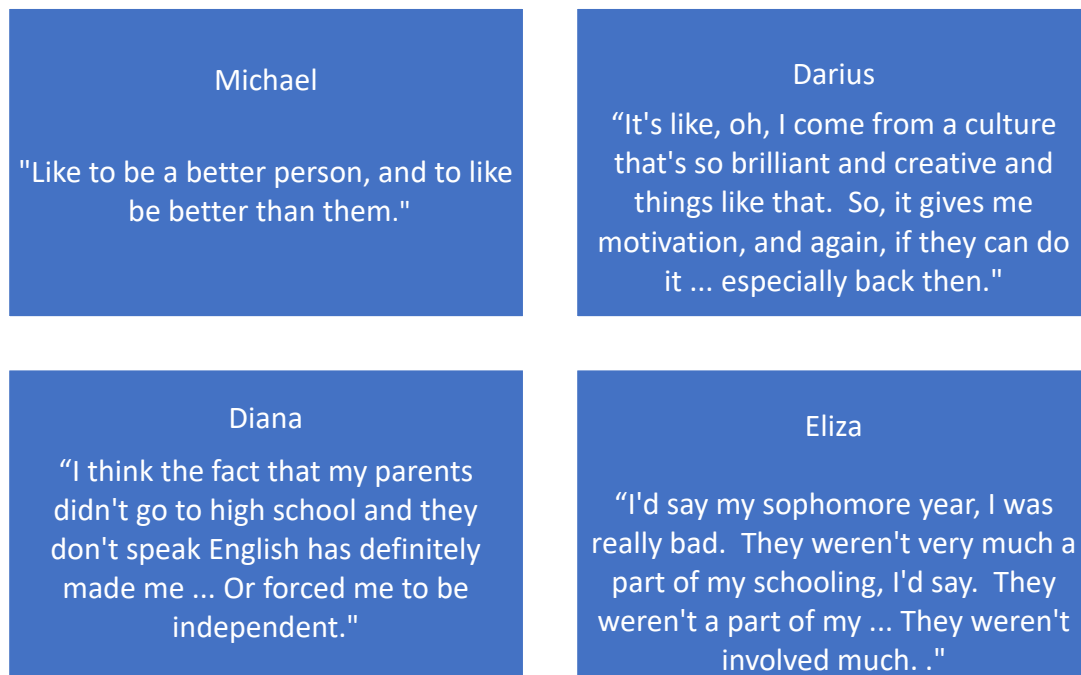 Michael
"Like to be a better person, and to like
be better than them."
Darius
“It's like, oh, I come from a culture
that's so brilliant and creative and
things like that.  So, it gives me
motivation, and again, if they can do
it ... especially back then."
Diana
“I think the fact that my parents
didn't go to high school and they
don't speak English has definitely
made me ... Or forced me to be
independent."
Eliza
“I'd say my sophomore year, I was
really bad.  They weren't very much a
part of my schooling, I'd say.  They
weren't a part of my ... They weren't
involved much. ."